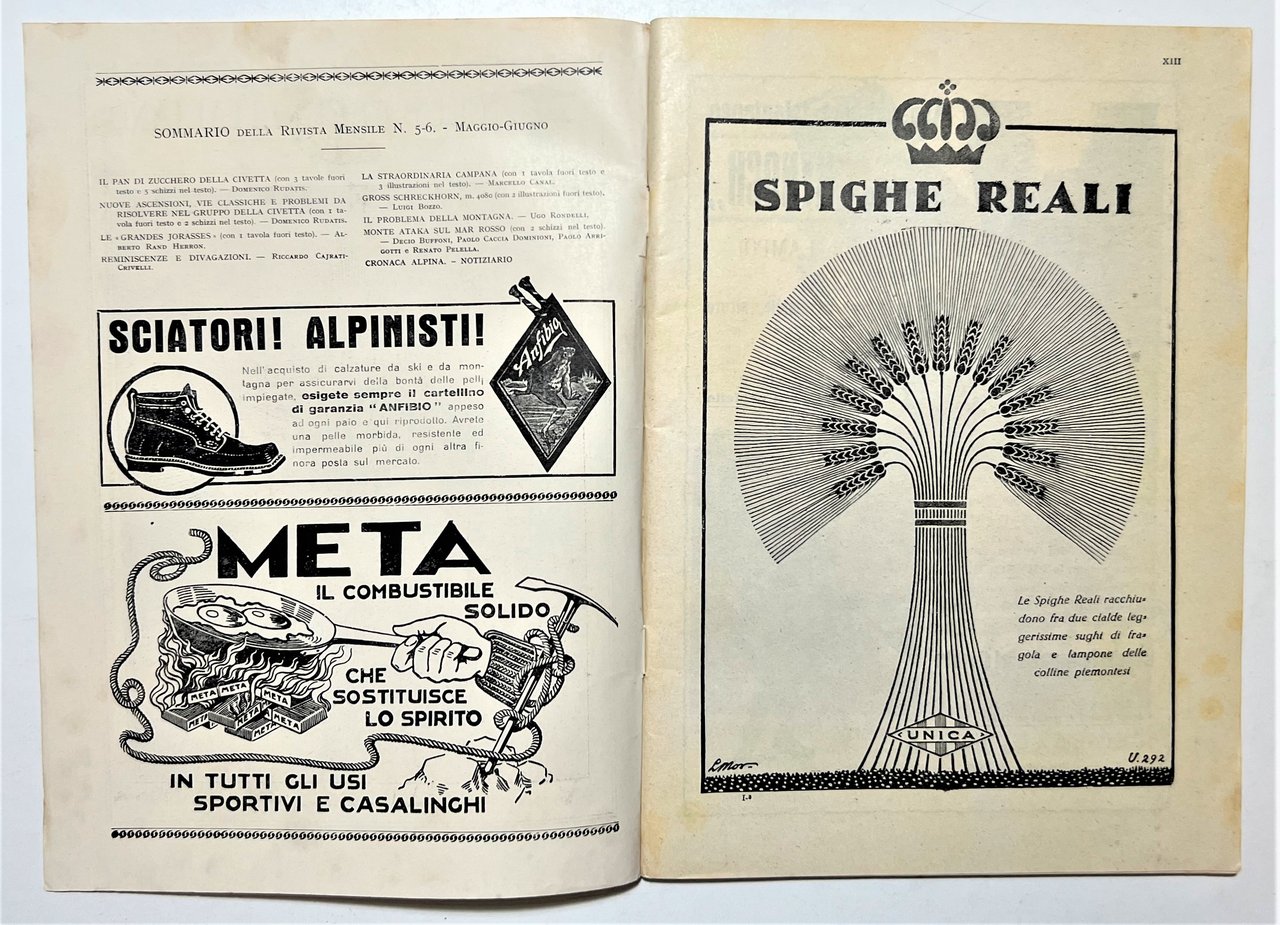 SOMMARIO DELLA RIVISTA MENSILE N. 5-6. - MAGGIO-GIUGNO
IL PAN DI ZUCCHERO DELLA CIVETTA (con 3 tavole fuori
testo e 5 schizzi nel testo). — DOMENICO RUDATIS.
NUOVE ASCENSIONI, VIE CLASSICHE E PROBLEMI DA
RISOLVERE NEL GRUPPO DELLA CIVETTA (con 1 ta-
vola fuori testo e 2 schizzi nel testo). — DOMENICO RUDATIS.
LE «GRANDES JORASSES» (con 1 tavola fuori testo). — AL-
BERTO RAND HERRON.
REMINISCENZE E DIVAGAZIONI. — RICCARDO CAJRATI-
CRIVELLI.
LA STRAORDINARIA CAMPANA (con 1 tavola fuori testo e
3 illustrazioni nel testo). — MARCELLO CANAL.
GROSS SCHRECKHORN, m. 4080 (con 2 illustrazioni fuori testo).
— LUIGI BOZZO.
IL PROBLEMA DELLA MONTAGNA. — UGO RONDELLI.
MONTE ATAKA SUL MAR ROSSO (con 2 schizzi nel testo).
— DECIO BUFFONI, PAOLO CACCIA DOMINIONI, PAOLO ARRI-
GOTTI E RENATO PELELLA.
CRONACA ALPINA. - NOTIZIARIO
SCIATORI! ALPINISTI!
Nell'acquisto di calzature da ski e da mon-
tagna per assicurarvi della bontà delle pelli
impiegate, esigete sempre il cartellino
di garanzia "ANFIBIO" appeso
ad ogni paio e qui riprodotto. Avrete
una pelle morbida, resistente ed
impermeabile più di ogni altra fi-
nora posta sul mercato.
Anfibio
META
IL COMBUSTIBILE
SOLIDO
CHE
SOSTITUISCE
LO SPIRITO
META
META
META
META
META
META
META
IN TUTTI GLI USI
SPORTIVI E CASALINGHI
XIII
SPIGHE REALI
Le Spighe Reali racchiu-
dono fra due cialde leg-
gerissime sughi di fra-
gola e lampone delle
colline piemontesi
UNICA
U.292